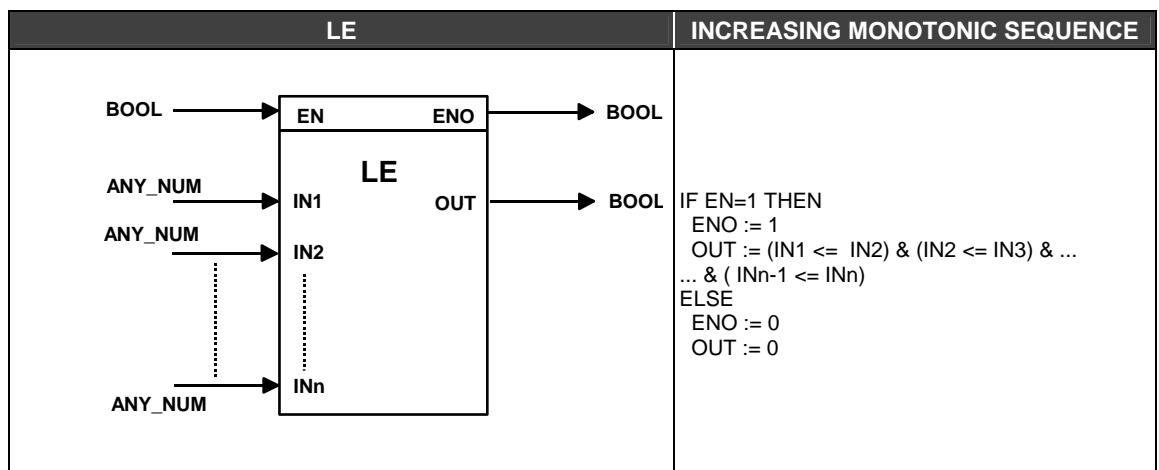 LE
INCREASING MONOTONIC SEQUENCE
BOOL
EN
ENO
BOOL
LE
ANY_NUM
IN1
OUT
BOOL
ANY_NUM
IN2
INn
ANY_NUM
IF EN=1 THEN
ENO := 1
OUT := (IN1 <= IN2) & (IN2 <= IN3) & ...
... & ( INn-1 <= INn)
ELSE
ENO := 0
OUT := 0